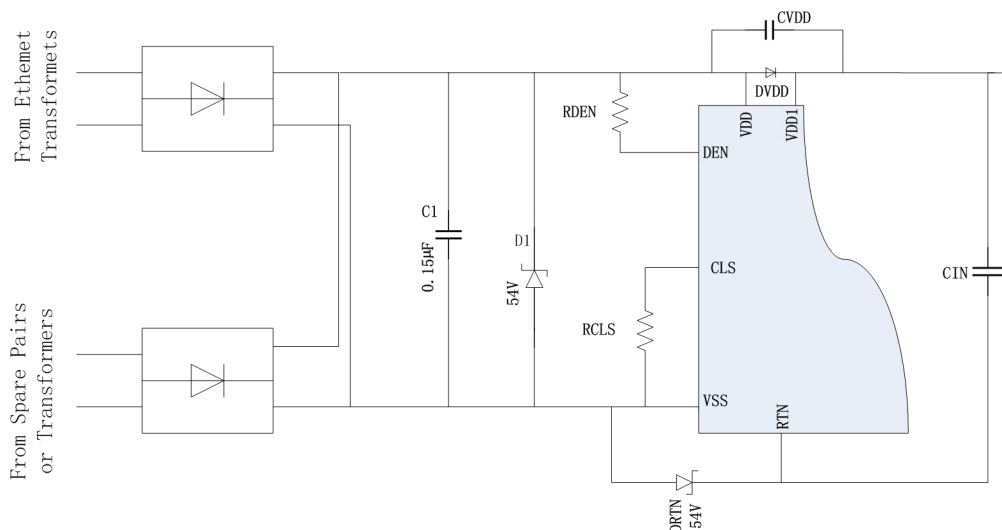 From Ethemet
Transformets
From Spare Pairs
or Transformers
C1
0.15μF
D1
54V
RDEN
CVDD
DVDD
VDD
VDD1
DEN
CLS
RCLS
VSS
RTN
CIN
DRTN
54V